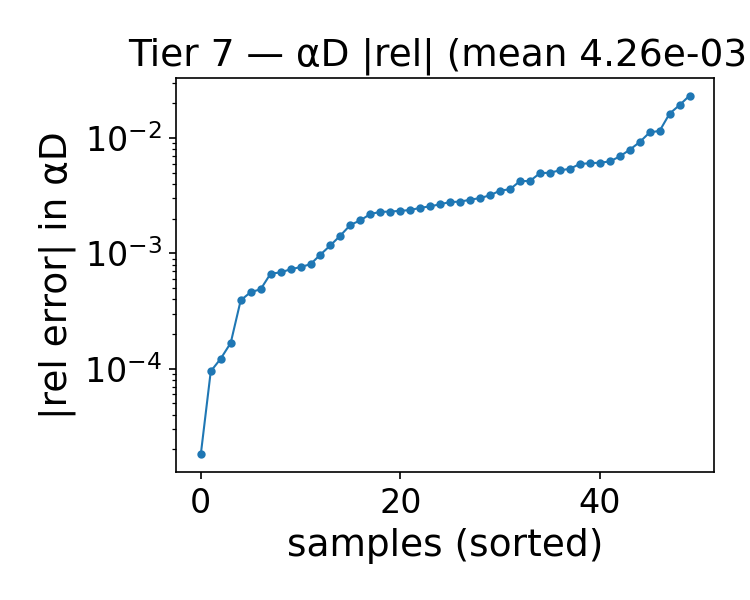 Tier 7 — αD |rel| (mean 4.26e-03
|rel error| in αD
10⁻²
10⁻³
10⁻⁴
0 20 40
samples (sorted)